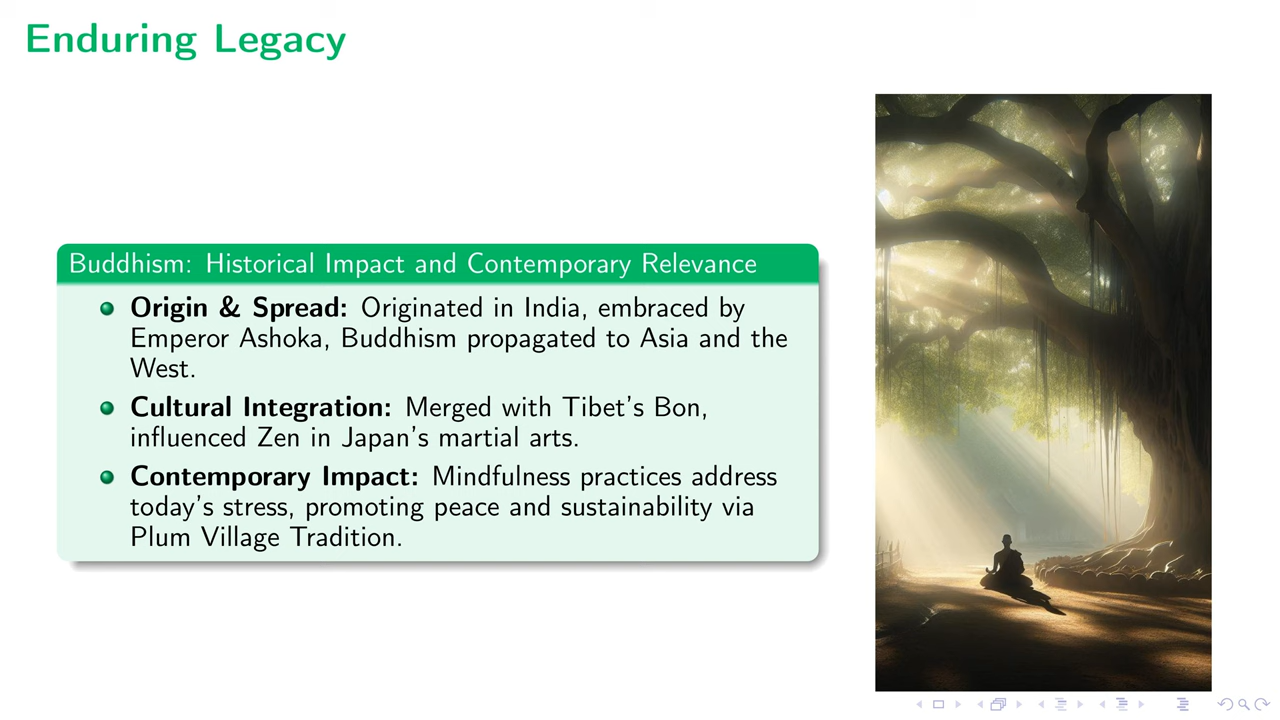 Enduring Legacy
Buddhism: Historical Impact and Contemporary Relevance
Origin & Spread: Originated in India, embraced by
Emperor Ashoka, Buddhism propagated to Asia and the
West.
Cultural Integration: Merged with Tibet's Bon,
influenced Zen in Japan's martial arts.
Contemporary Impact: Mindfulness practices address
today's stress, promoting peace and sustainability via
Plum Village Tradition.